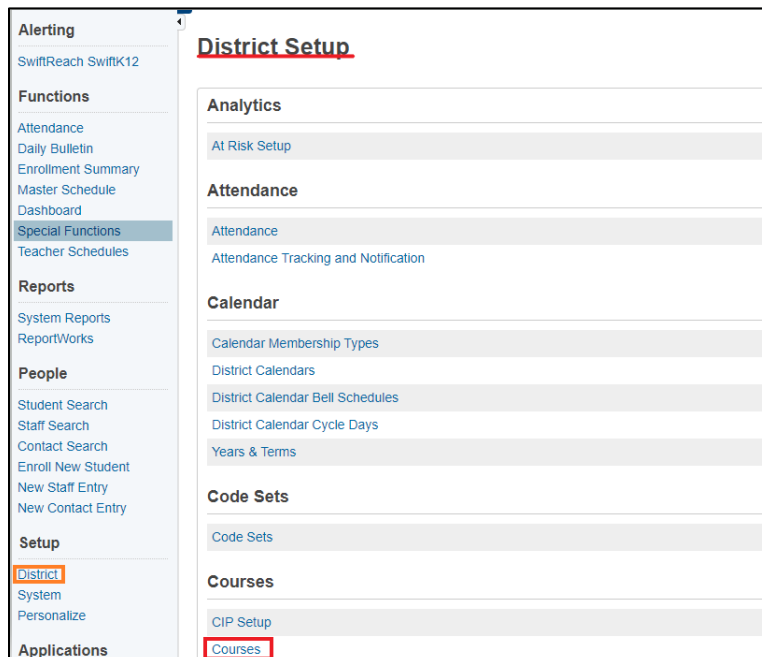 Alerting
SwiftReach SwiftK12
Functions
Attendance
Daily Bulletin
Enrollment Summary
Master Schedule
Dashboard
Special Functions
Teacher Schedules
Reports
System Reports
ReportWorks
People
Student Search
Staff Search
Contact Search
Enroll New Student
New Staff Entry
New Contact Entry
Setup
District
System
Personalize
Applications
District Setup
Analytics
At Risk Setup
Attendance
Attendance
Attendance Tracking and Notification
Calendar
Calendar Membership Types
District Calendars
District Calendar Bell Schedules
District Calendar Cycle Days
Years & Terms
Code Sets
Code Sets
Courses
CIP Setup
Courses